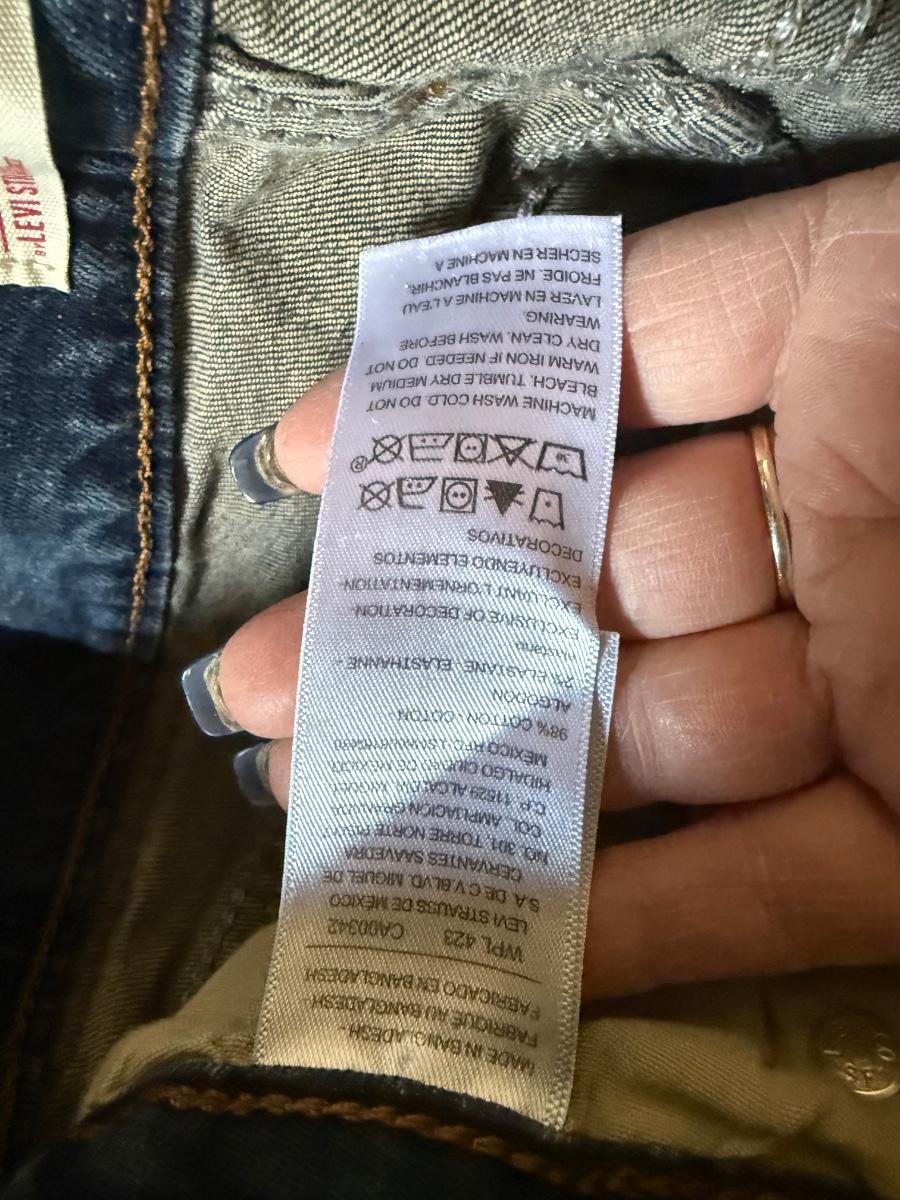 MADE IN BANGLADESH -
FABRIQUÉ AU BANGLADESH -
FABRICADO EN BANGLADESH
WPL 423 CA00342
LEVI STRAUSS DE MEXICO
S.A. DE C.V BLVD. MIGUEL DE
CERVANTES SAAVEDRA
NO. 301. TORRE NORTE
COL. AMPLIACION GRANADA
C.P. 11529 ALCALDIA MIGUEL
HIDALGO CIUDAD DE MEXICO
MEXICO RFC:
98% COTTON - COTON -
ALGODON
2% ELASTANE - ELASTHANNE -
elastano
EXCLUSIVE OF DECORATION-
EXCLUANT L'ORNEMENTATION-
EXCLUYENDO ELEMENTOS
DECORATIVOS
30
®
MACHINE WASH COLD. DO NOT
BLEACH. TUMBLE DRY MEDIUM.
WARM IRON IF NEEDED. DO NOT
DRY CLEAN. WASH BEFORE
WEARING.
LAVER EN MACHINE A L'EAU
FROIDE. NE PAS BLANCHIR.
SECHER EN MACHINE A
LEVI